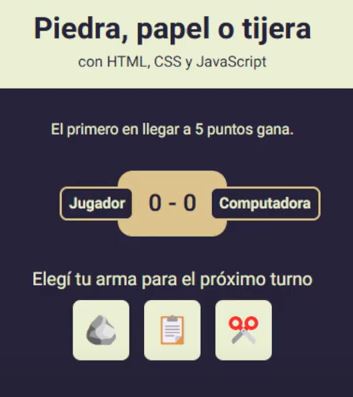 Piedra, papel o tijera
con HTML, CSS y JavaScript
El primero en llegar a 5 puntos gana.
Jugador 0 - 0 Computadora
Elegí tu arma para el próximo turno